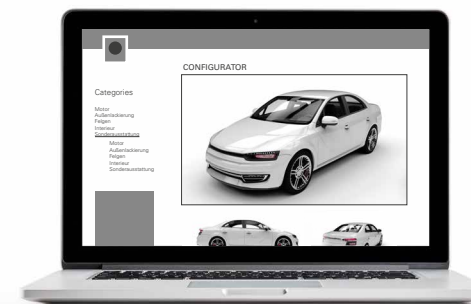 CONFIGURATOR
Categories
Motor
Außenlackierung
Felgen
Interieur
Sonderausstattung
Motor
Außenlackierung
Felgen
Interieur
Sonderausstattung